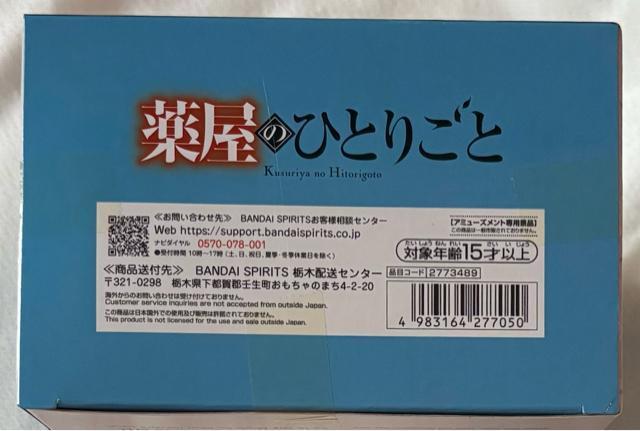 薬屋のひとりごと
Kusuriya no Hitorigoto
≪お問い合わせ先≫ BANDAI SPIRITSお客様相談センター
Web https://support.bandaispirits.co.jp
ナビダイヤル 0570-078-001
●受付時間 10時~17時(土、日、祝日、夏季・冬季休業日を除く)
≪商品送付先≫ BANDAI SPIRITS 栃木配送センター
〒321-0298 栃木県下都賀郡壬生町おもちゃのまち4-2-20
海外からのお問い合わせは受け付けておりません。
Customer service inquiries are not accepted from outside Japan.
この商品は日本国外での使用及び販売は許諾されておりません。
This product is not licensed for the use and sale outside Japan.
【アミューズメント専用景品】
この商品は一般市販されておりません。
たいしょうねんれい さいいじょう
対象年齢15才以上
品目コード 2773489
4 983164 277050